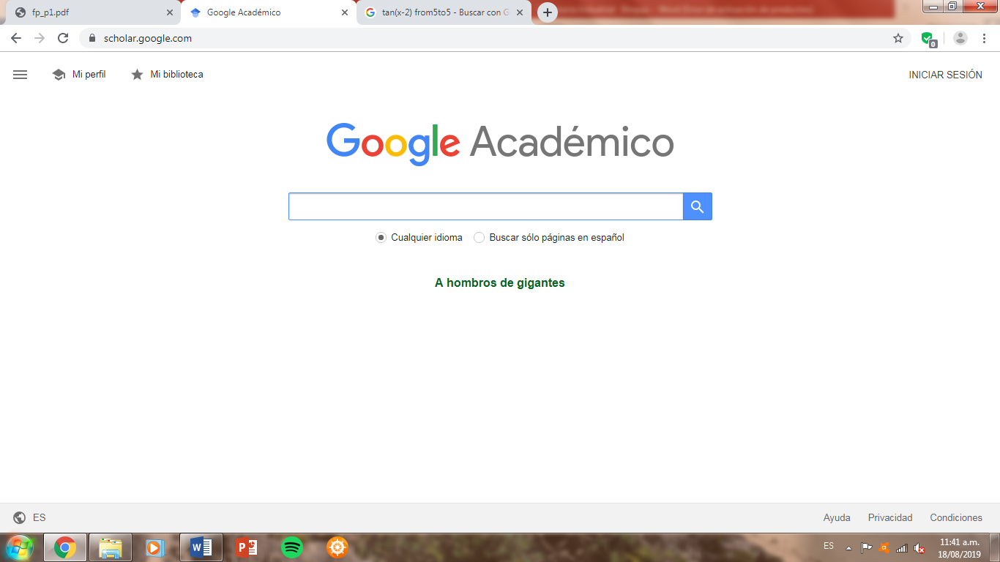 fp_p1.pdf
Google Académico
tan(x-2) from5to5 - Buscar con G
scholar.google.com
0
Mi perfil
Mi biblioteca
INICIAR SESIÓN
Google Académico
Cualquier idioma
Buscar sólo páginas en español
A hombros de gigantes
ES
Ayuda
Privacidad
Condiciones
ES
11:41 a.m.
18/08/2019